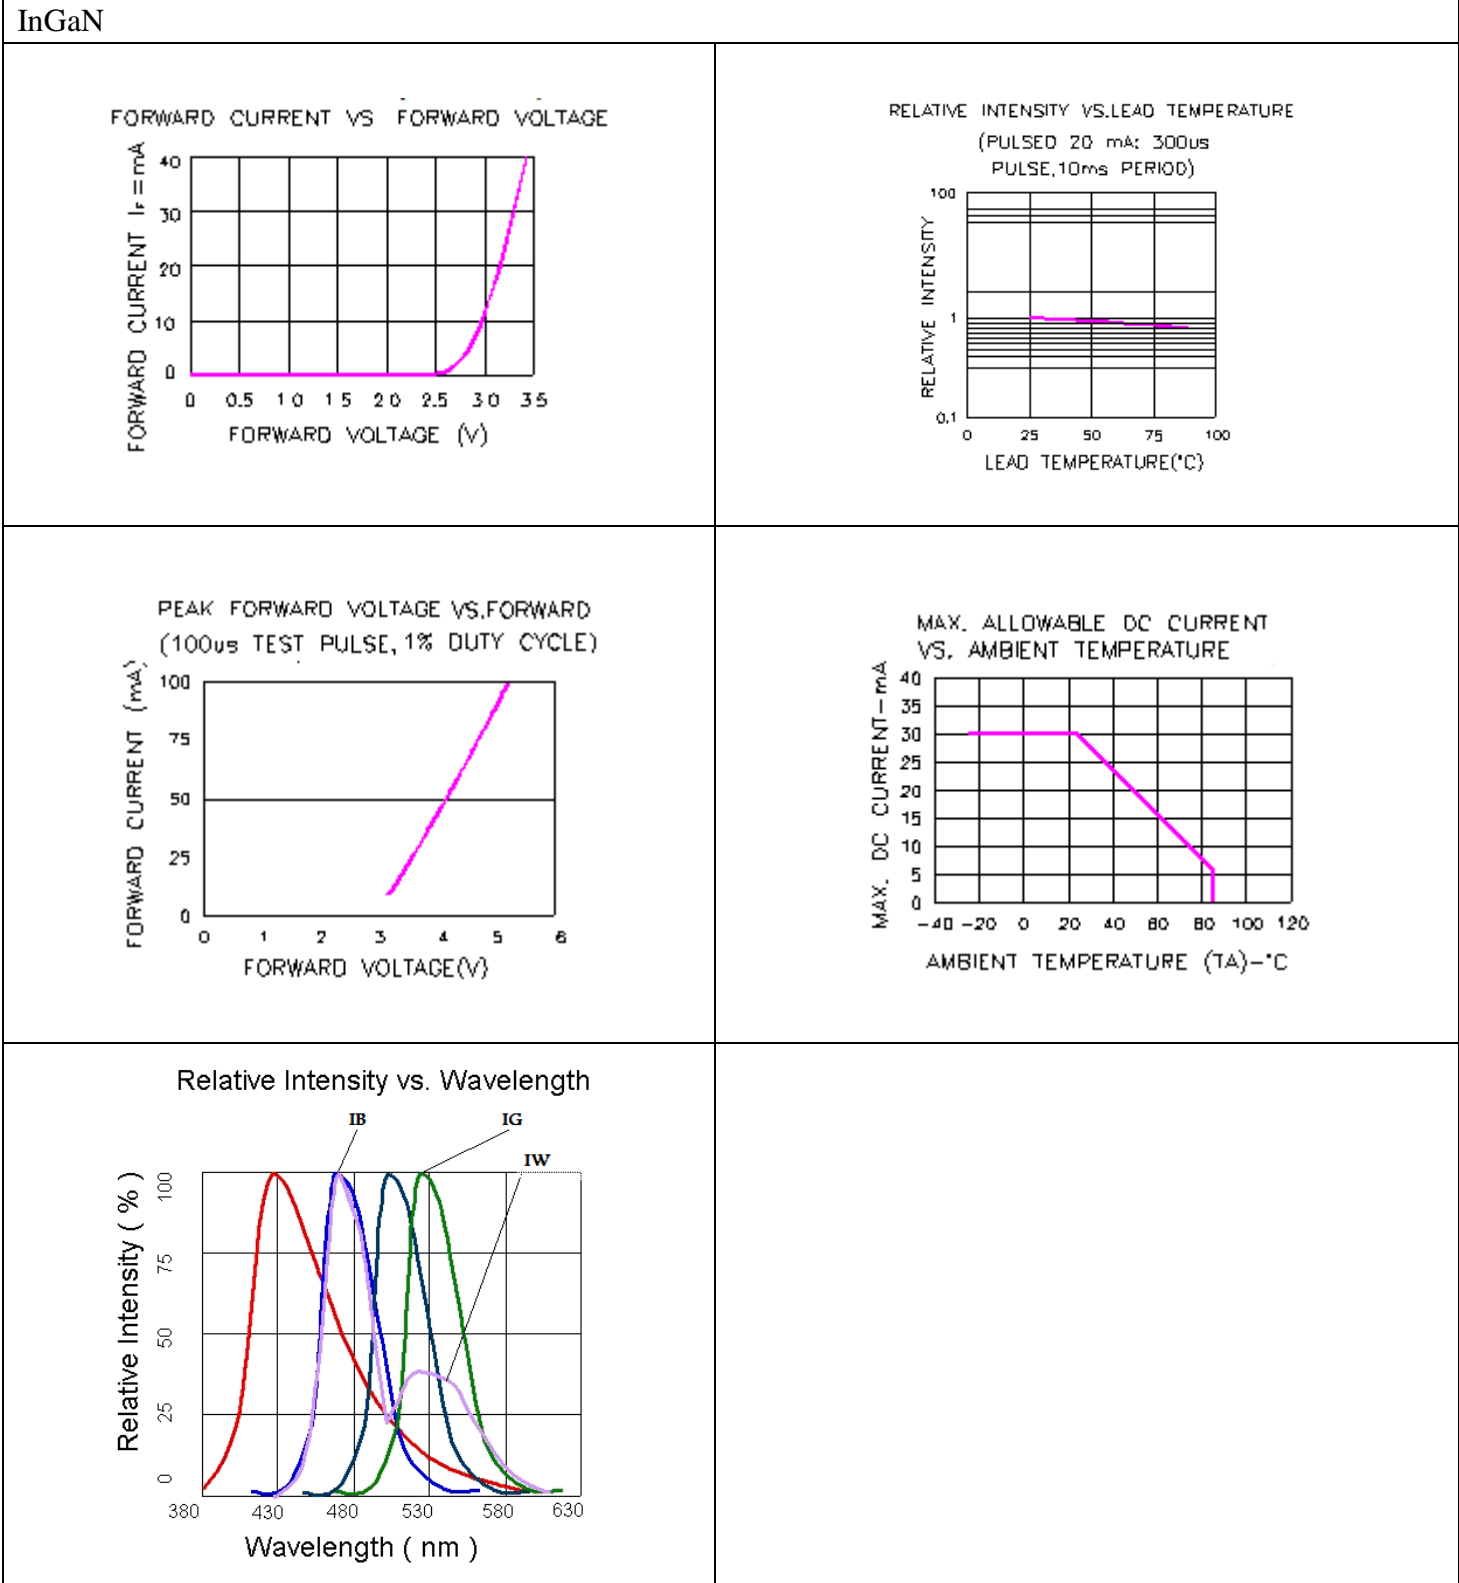 InGaN
FORWARD CURRENT VS FORWARD VOLTAGE
FORWARD CURRENT IF = mA
40
30
20
10
0
0 0.5 1 0 1 5 2 0 2.5 3 0 3 5
FORWARD VOLTAGE (V)
RELATIVE INTENSITY VS.LEAD TEMPERATURE
(PULSED 20 mA: 300us
PULSE,10ms PERIOD)
RELATIVE INTENSITY
100
1
0.1
0 25 50 75 100
LEAD TEMPERATURE(°C)
PEAK FORWARD VOLTAGE VS.FORWARD
(100us TEST PULSE, 1% DUTY CYCLE)
FORWARD CURRENT (mA)
100
75
50
25
0
0 1 2 3 4 5 6
FORWARD VOLTAGE(V)
MAX. ALLOWABLE DC CURRENT
VS. AMBIENT TEMPERATURE
MAX. DC CURRENT-mA
40
35
30
25
20
15
10
5
0
-40 -20 0 20 40 60 80 100 120
AMBIENT TEMPERATURE (TA)-°C
Relative Intensity vs. Wavelength
IB IG
IW
Relative Intensity ( % )
100
75
50
25
0
380 430 480 530 580 630
Wavelength ( nm )